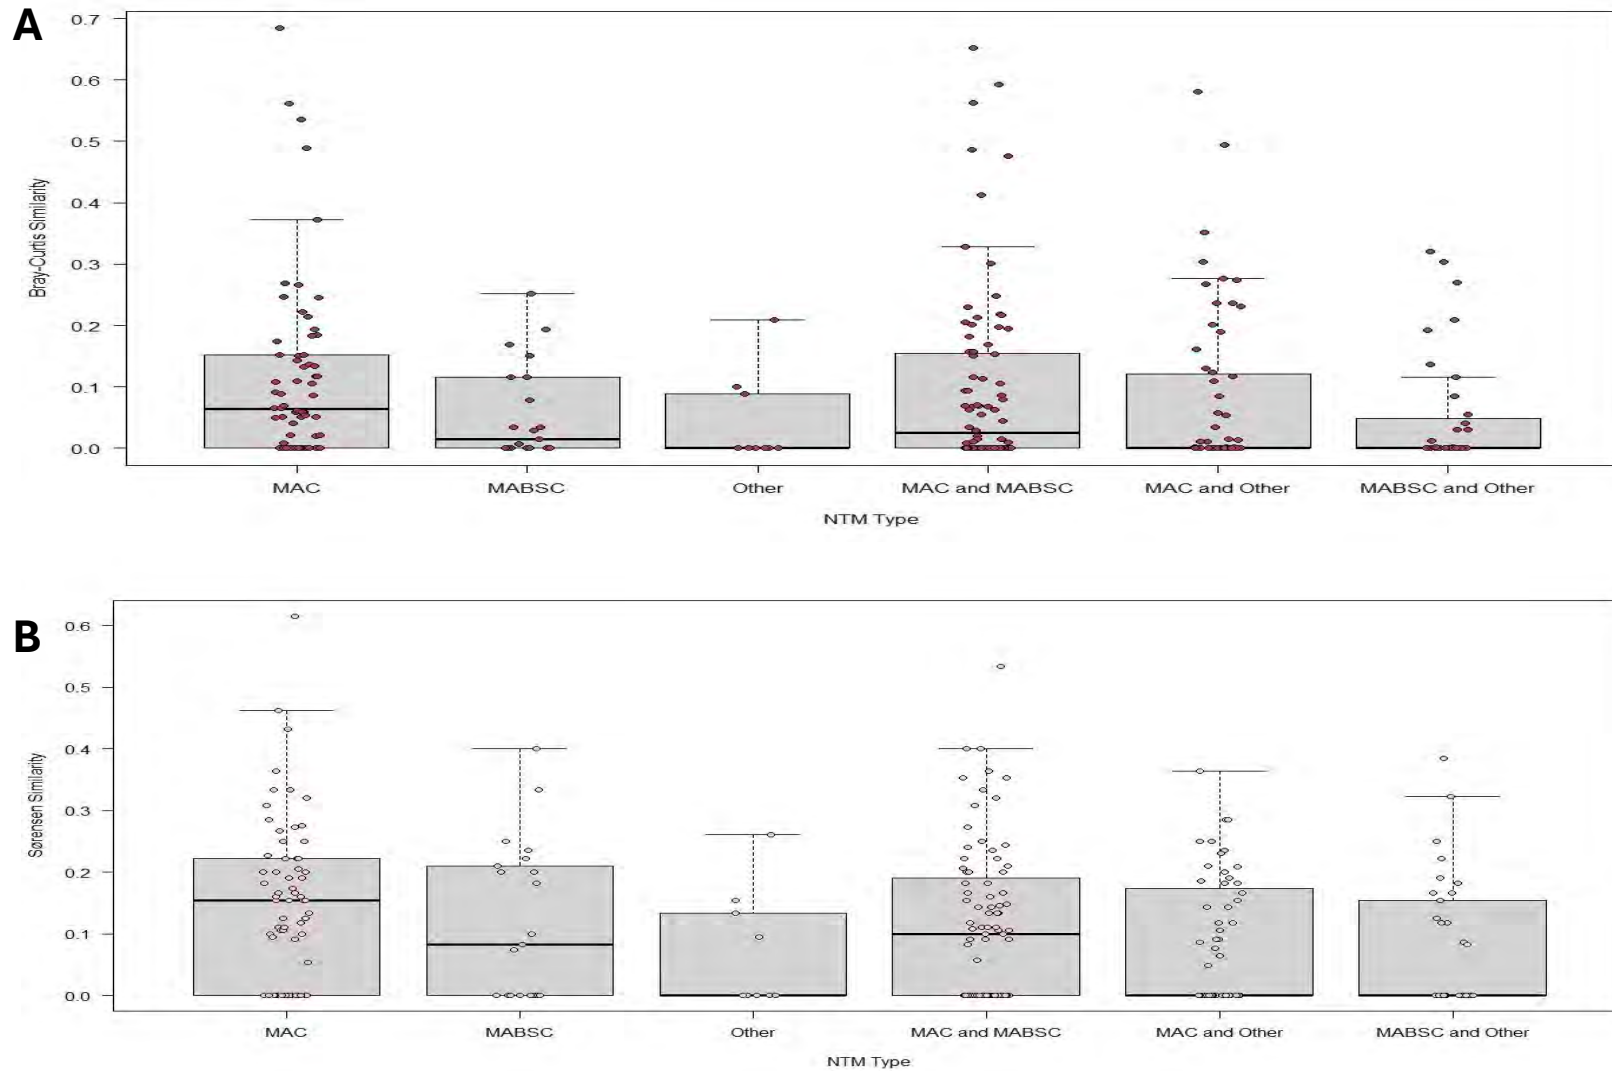 A
0.7
0.6
0.5
0.4
0.3
0.2
0.1
0.0
Bray-Curtis Similarity
MAC MABSC Other MAC and MABSC MAC and Other MABSC and Other
NTM Type
B
0.6
0.5
0.4
0.3
0.2
0.1
0.0
Sørensen Similarity
MAC MABSC Other MAC and MABSC MAC and Other MABSC and Other
NTM Type